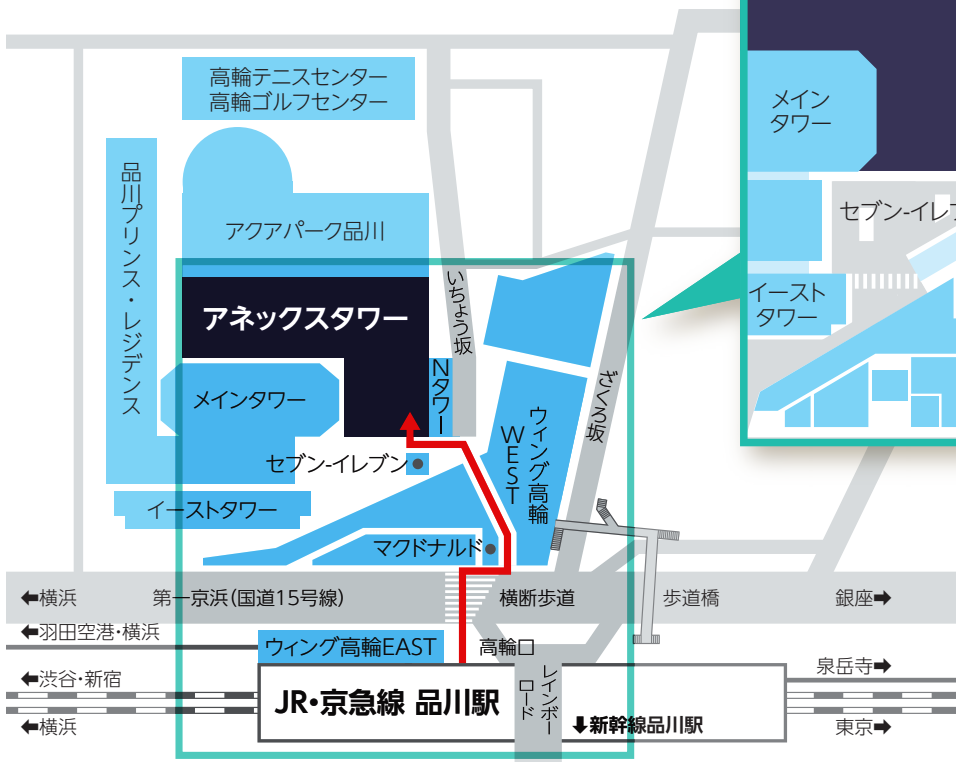 高輪テニスセンター
高輪ゴルフセンター
メイン
タワー
品川プリンス・レジデンス
アクアパーク品川
セブン-イレブ
いちょう坂
イースト
タワー
アネックスタワー
Nタワー
メインタワー
ざくろ坂
ウィング高輪
WEST
セブン-イレブン
イーストタワー
マクドナルド
⬅横浜
第一京浜(国道15号線)
横断歩道
歩道橋
銀座➡
⬅羽田空港・横浜
ウィング高輪EAST
高輪口
⬅渋谷・新宿
JR・京急線 品川駅
レインボー
ロード
泉岳寺➡
⬅横浜
⬇新幹線品川駅
東京➡